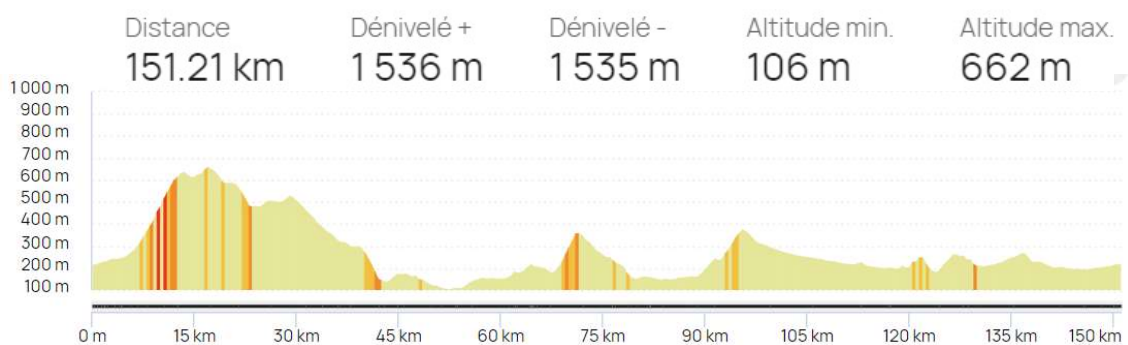 Distance Dénivelé + Dénivelé - Altitude min. Altitude max.
151.21 km 1 536 m 1 535 m 106 m 662 m
1 000 m
900 m
800 m
700 m
600 m
500 m
400 m
300 m
200 m
100 m
0 m 15 km 30 km 45 km 60 km 75 km 90 km 105 km 120 km 135 km 150 km